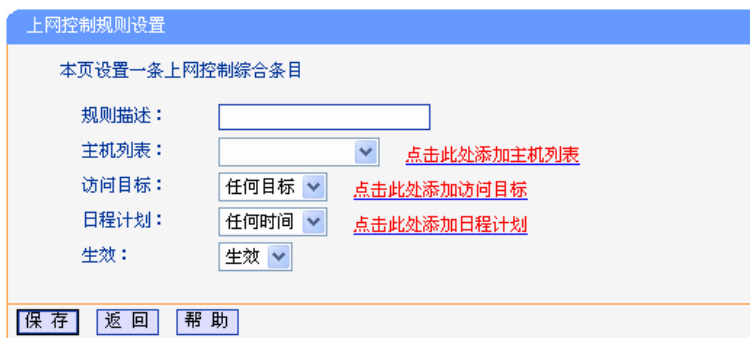 上网控制规则设置
本页设置一条上网控制综合条目
规则描述：
主机列表： 点击此处添加主机列表
访问目标： 任何目标 点击此处添加访问目标
日程计划： 任何时间 点击此处添加日程计划
生效： 生效
保 存 返 回 帮 助